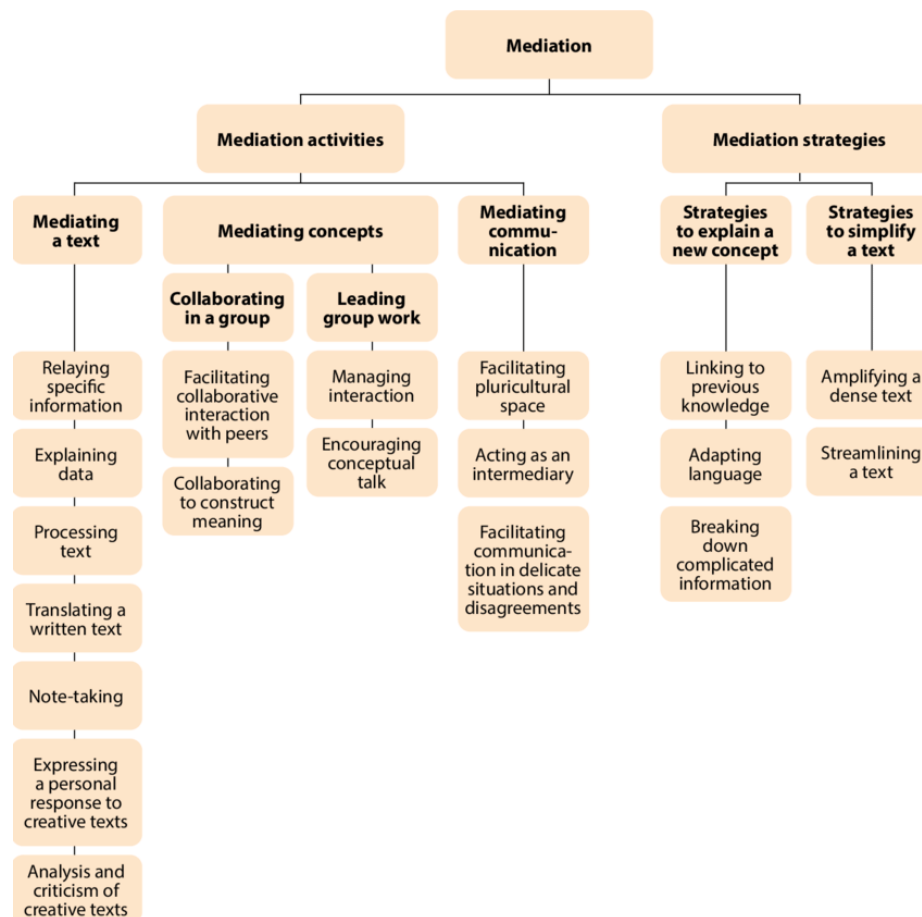 Mediation
Mediation activities
Mediation strategies
Mediating
a text
Mediating concepts
Mediating
commu-
nication
Strategies
to explain a
new concept
Strategies
to simplify
a text
Collaborating
in a group
Leading
group work
Relaying
specific
information
Explaining
data
Processing
text
Translating a
written text
Note-taking
Expressing
a personal
response to
creative texts
Analysis and
criticism of
creative texts
Facilitating
collaborative
interaction
with peers
Collaborating
to construct
meaning
Managing
interaction
Encouraging
conceptual
talk
Facilitating
pluricultural
space
Acting as an
intermediary
Facilitating
communica-
tion in delicate
situations and
disagreements
Linking to
previous
knowledge
Adapting
language
Breaking
down
complicated
information
Amplifying a
dense text
Streamlining
a text